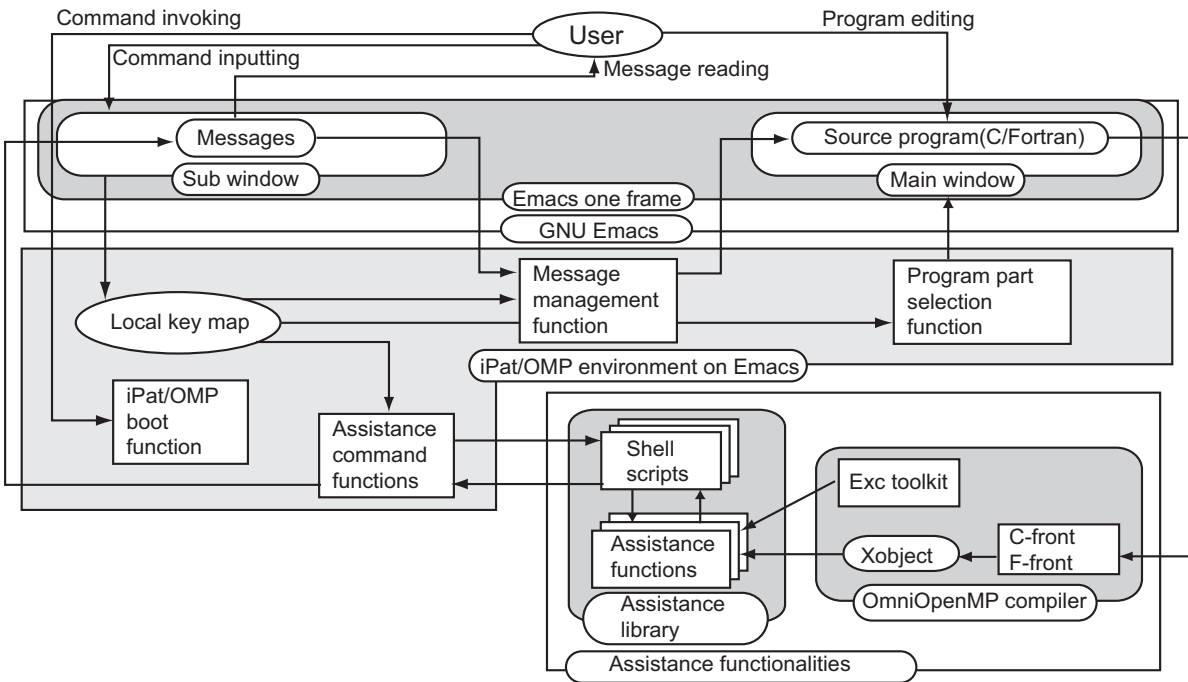 Command invoking
User
Program editing
Command inputting
Message reading
Messages
Source program(C/Fortran)
Sub window
Main window
Emacs one frame
GNU Emacs
Message
management
function
Program part
selection
function
Local key map
iPat/OMP environment on Emacs
iPat/OMP
boot
function
Assistance
command
functions
Shell
scripts
Exc toolkit
Assistance
functions
Xobject
C-front
F-front
OmniOpenMP compiler
Assistance
library
Assistance functionalities